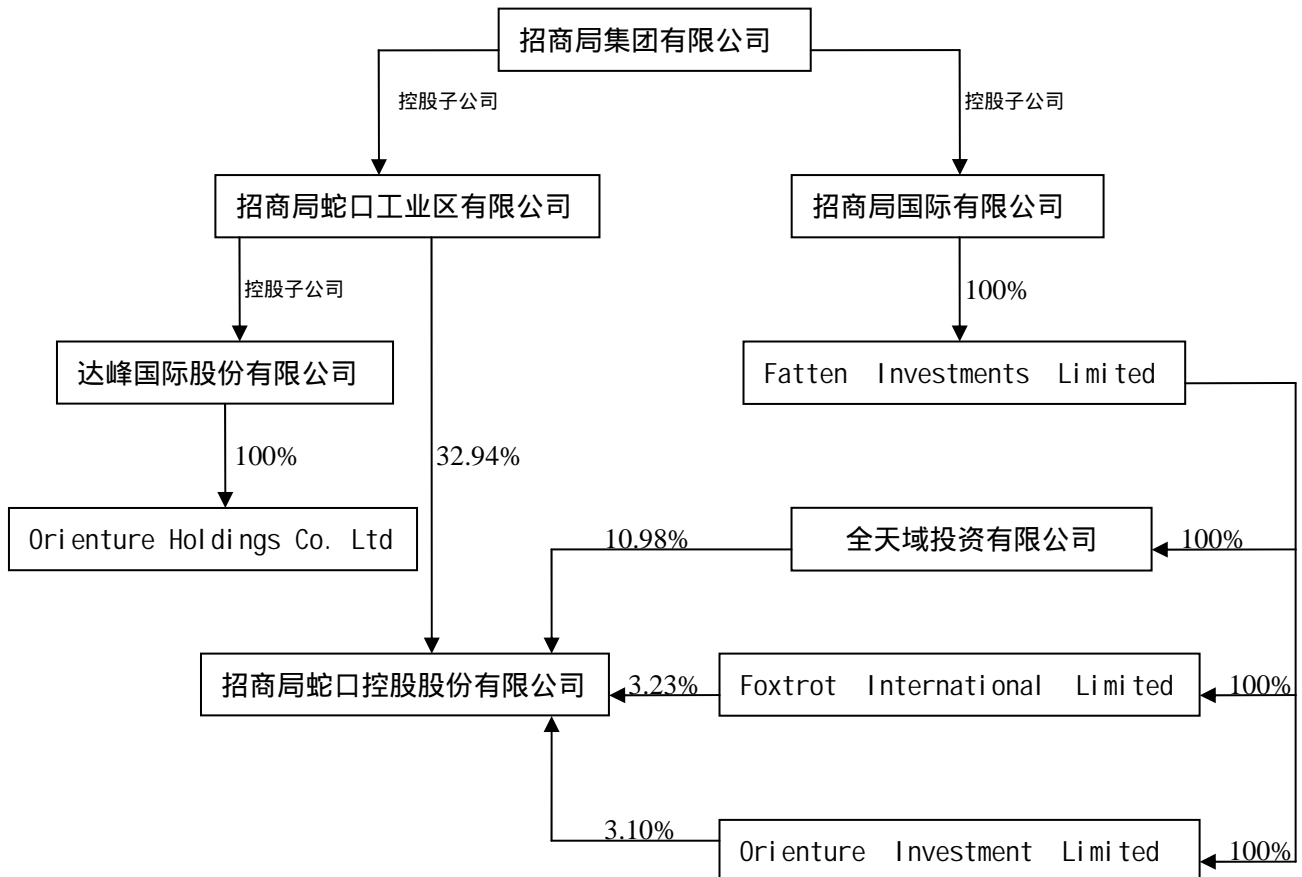 招商局集团有限公司
控股子公司
控股子公司
招商局蛇口工业区有限公司
招商局国际有限公司
控股子公司
100%
达峰国际股份有限公司
Fatten Investments Limited
100%
32.94%
Orienture Holdings Co. Ltd
10.98%
全天域投资有限公司
100%
招商局蛇口控股股份有限公司
3.23%
Foxtrot International Limited
100%
3.10%
Orienture Investment Limited
100%